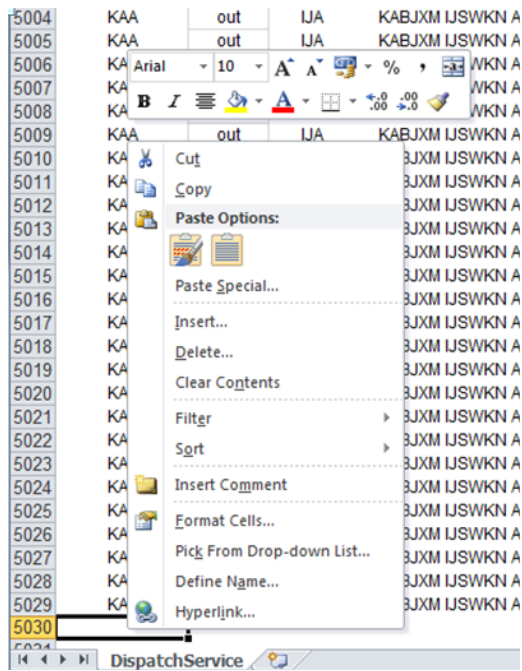 5004 KAA out IJA KABJXM IJSWKN A
5005 KAA out IJA KABJXM IJSWKN A
5006 KA Arial 10 A A % , a WKN A
5007 KA WKN A
5008 KA B I A .00 .00 WKN A
5009 KAA out IJA KABJXM IJSWKN A
5010 KA Cut BJXM IJSWKN A
5011 KA Copy BJXM IJSWKN A
5012 KA BJXM IJSWKN A
5013 KA Paste Options: BJXM IJSWKN A
5014 KA BJXM IJSWKN A
5015 KA BJXM IJSWKN A
5016 KA Paste Special... BJXM IJSWKN A
5017 KA Insert... BJXM IJSWKN A
5018 KA Delete... BJXM IJSWKN A
5019 KA BJXM IJSWKN A
5020 KA Clear Contents BJXM IJSWKN A
5021 KA Filter BJXM IJSWKN A
5022 KA Sort BJXM IJSWKN A
5023 KA BJXM IJSWKN A
5024 KA Insert Comment BJXM IJSWKN A
5025 KA BJXM IJSWKN A
5026 KA Format Cells... BJXM IJSWKN A
5027 KA Pick From Drop-down List... BJXM IJSWKN A
5028 KA Define Name... BJXM IJSWKN A
5029 KA Hyperlink... BJXM IJSWKN A
5030
DispatchService